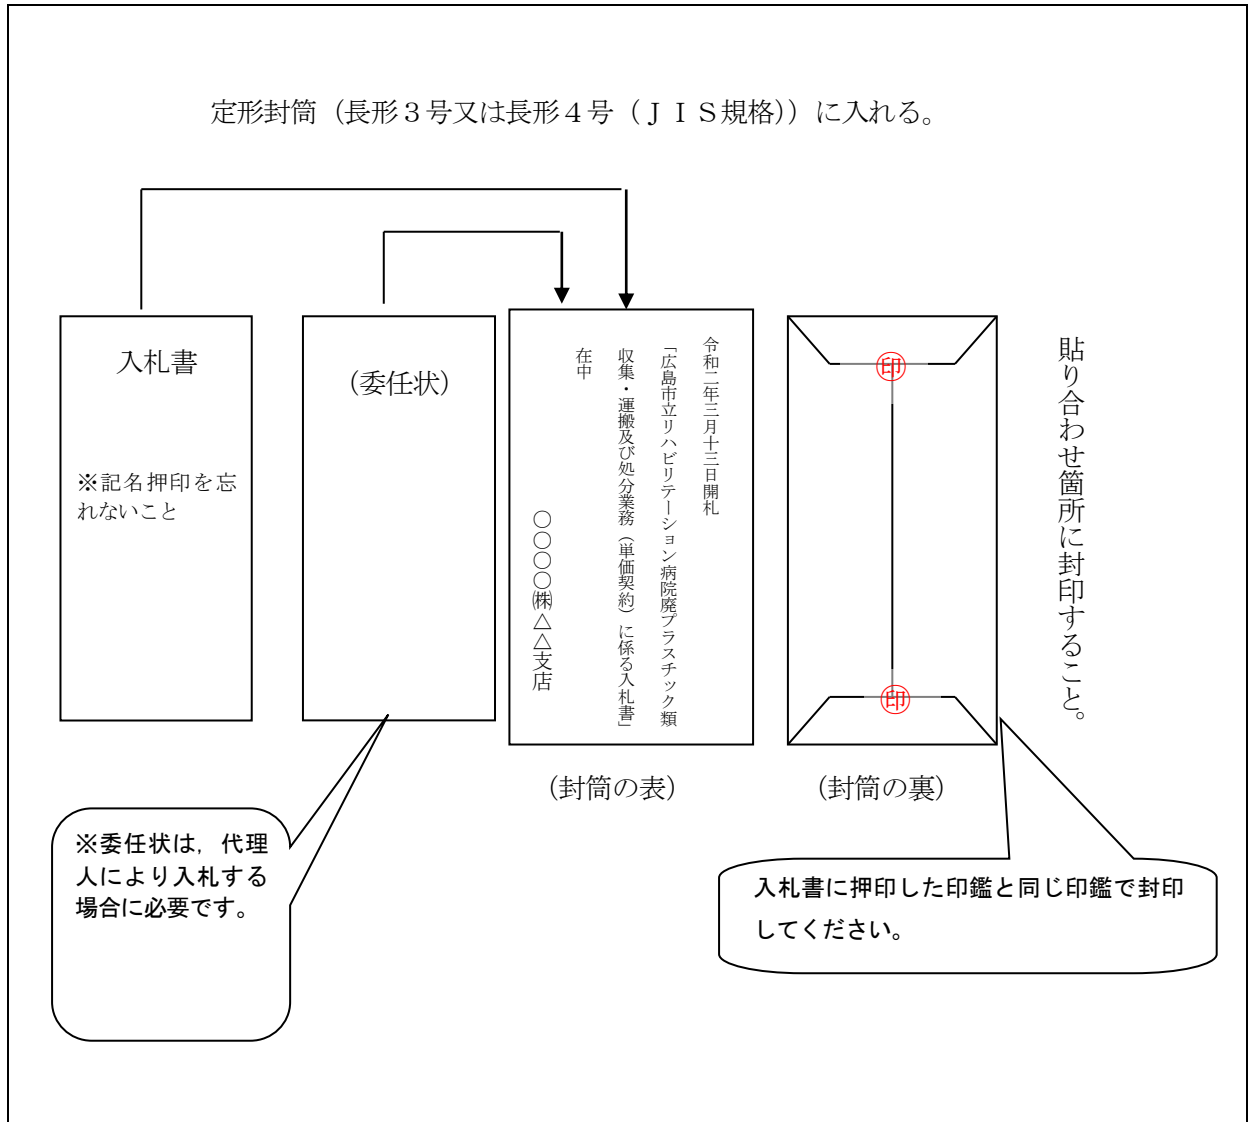 定形封筒（長形３号又は長形４号（ＪＩＳ規格））に入れる。
入札書
※記名押印を忘
れないこと
（委任状）
令和二年三月十三日開札
「広島市立リハビリテーション病院廃プラスチック類
収集・運搬及び処分業務（単価契約）に係る入札書」
在中
〇〇〇〇㈱△△支店
印
印
貼り合わせ箇所に封印すること。
（封筒の表）
（封筒の裏）
※委任状は，代理
人により入札する
場合に必要です。
入札書に押印した印鑑と同じ印鑑で封印
してください。